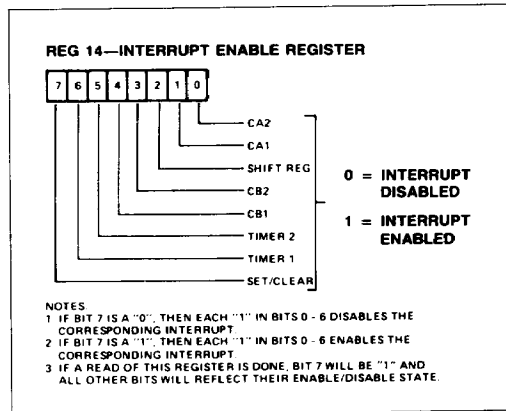 REG 14—INTERRUPT ENABLE REGISTER
7 6 5 4 3 2 1 0
CA2
CA1
SHIFT REG
CB2
CB1
TIMER 2
TIMER 1
SET/CLEAR
0 = INTERRUPT
DISABLED
1 = INTERRUPT
ENABLED
NOTES
1 IF BIT 7 IS A "0", THEN EACH "1" IN BITS 0 - 6 DISABLES THE
CORRESPONDING INTERRUPT.
2 IF BIT 7 IS A "1", THEN EACH "1" IN BITS 0 - 6 ENABLES THE
CORRESPONDING INTERRUPT.
3 IF A READ OF THIS REGISTER IS DONE, BIT 7 WILL BE "1" AND
ALL OTHER BITS WILL REFLECT THEIR ENABLE/DISABLE STATE.